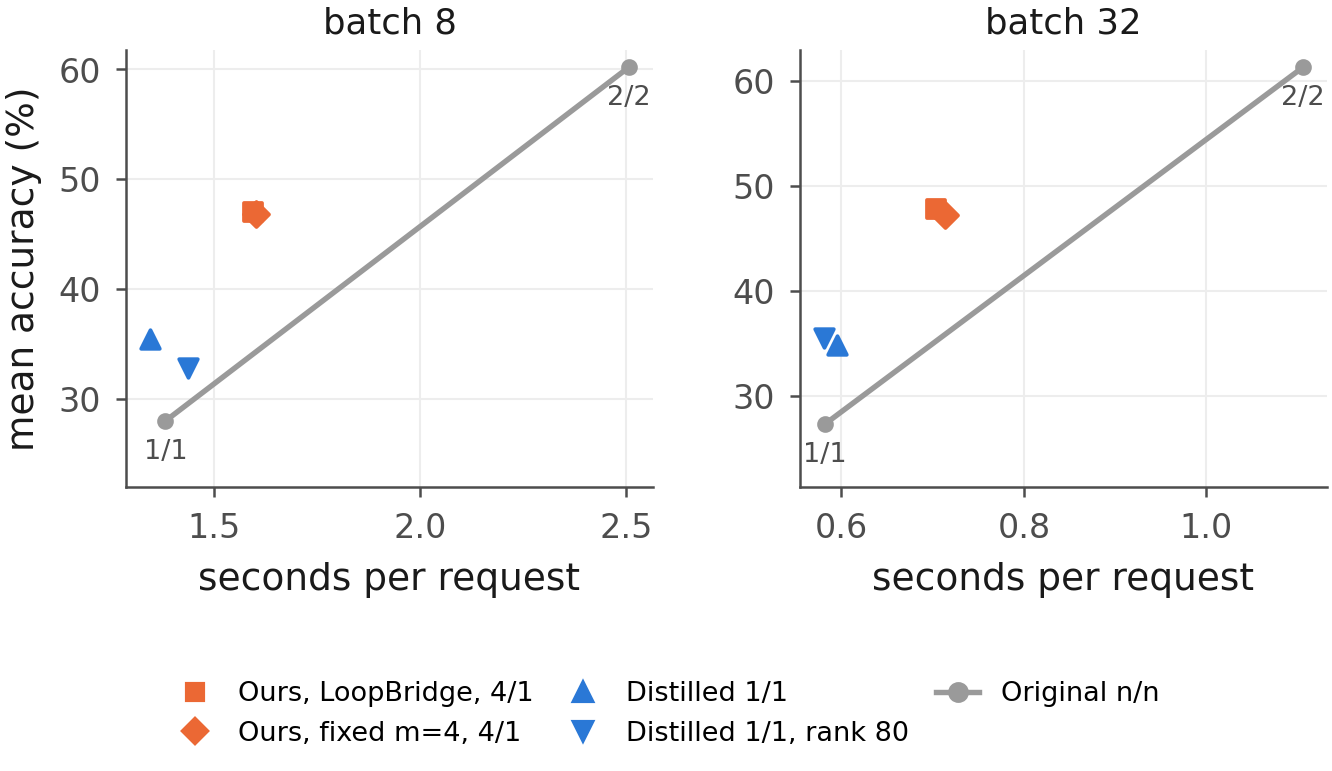 batch 8
batch 32
mean accuracy (%)
60
50
40
30
2/2
1/1
1.5
2.0
2.5
seconds per request
60
50
40
30
2/2
1/1
0.6
0.8
1.0
seconds per request
Ours, LoopBridge, 4/1
Ours, fixed m=4, 4/1
Distilled 1/1
Distilled 1/1, rank 80
Original n/n